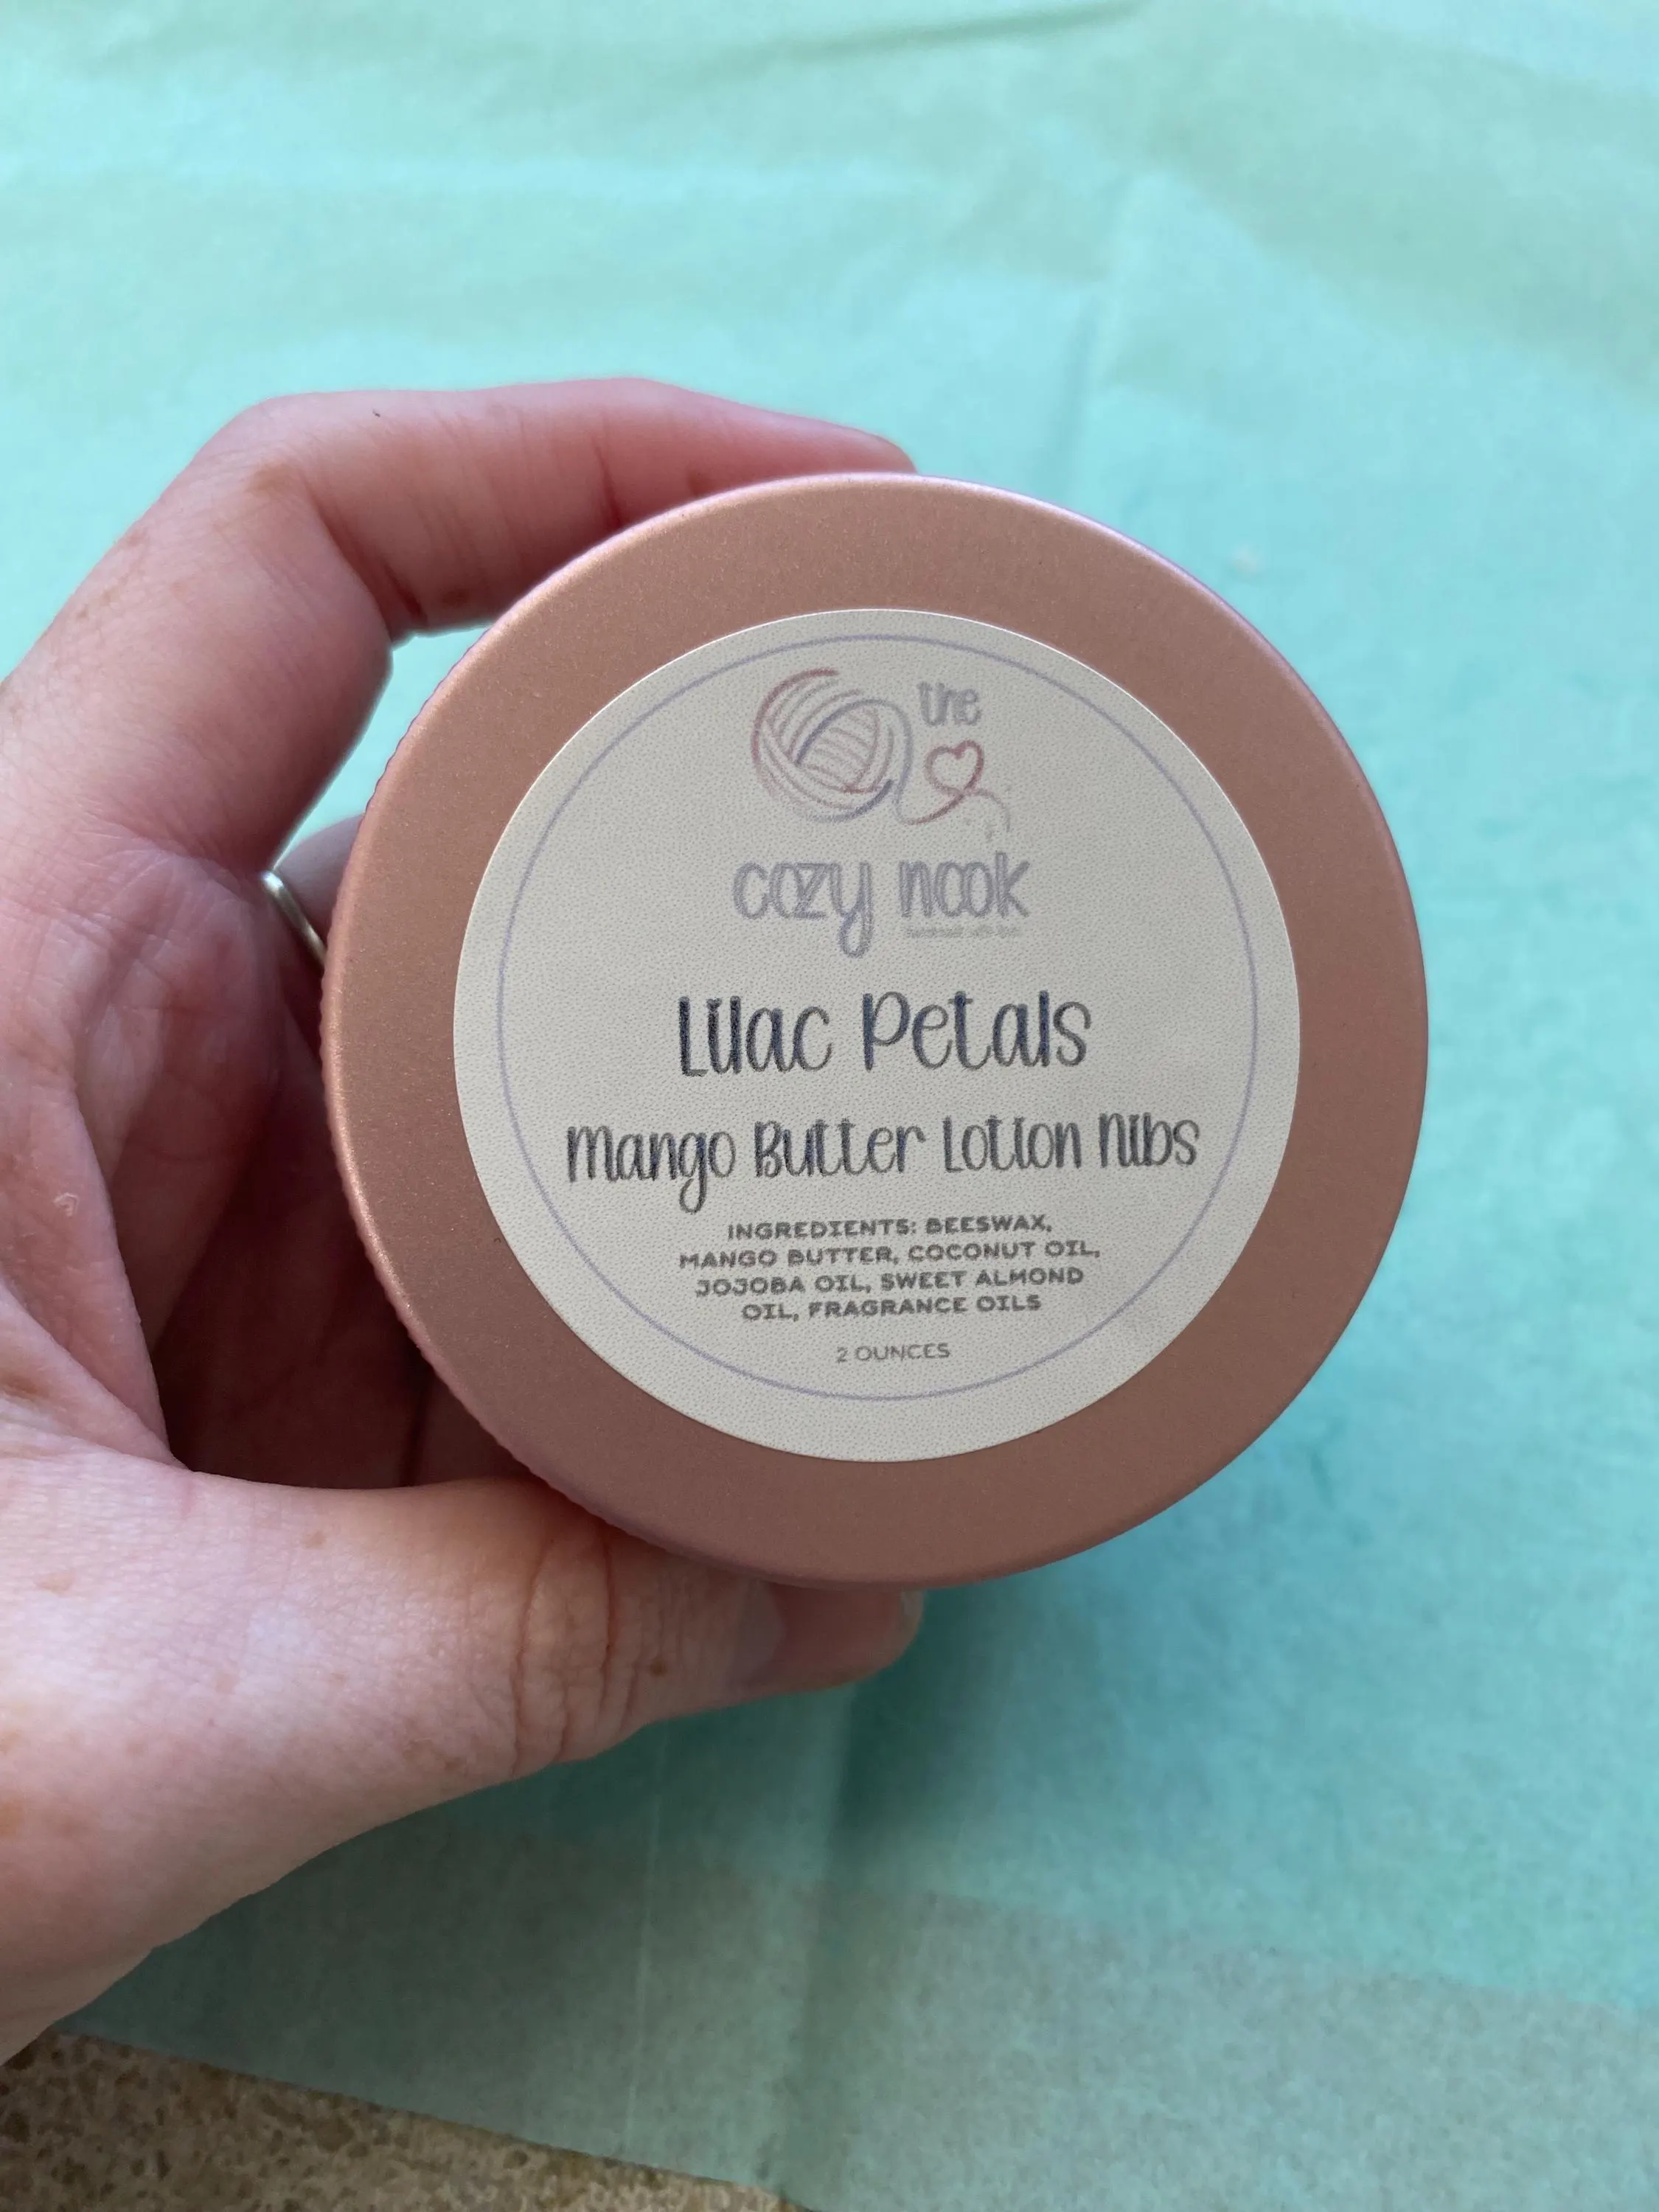 the
cozy nook
Lilac Petals
Mango Butter Lotion Nibs
INGREDIENTS: BEESWAX,
MANGO BUTTER, COCONUT OIL,
JOJOBA OIL, SWEET ALMOND
OIL, FRAGRANCE OILS
2 OUNCES